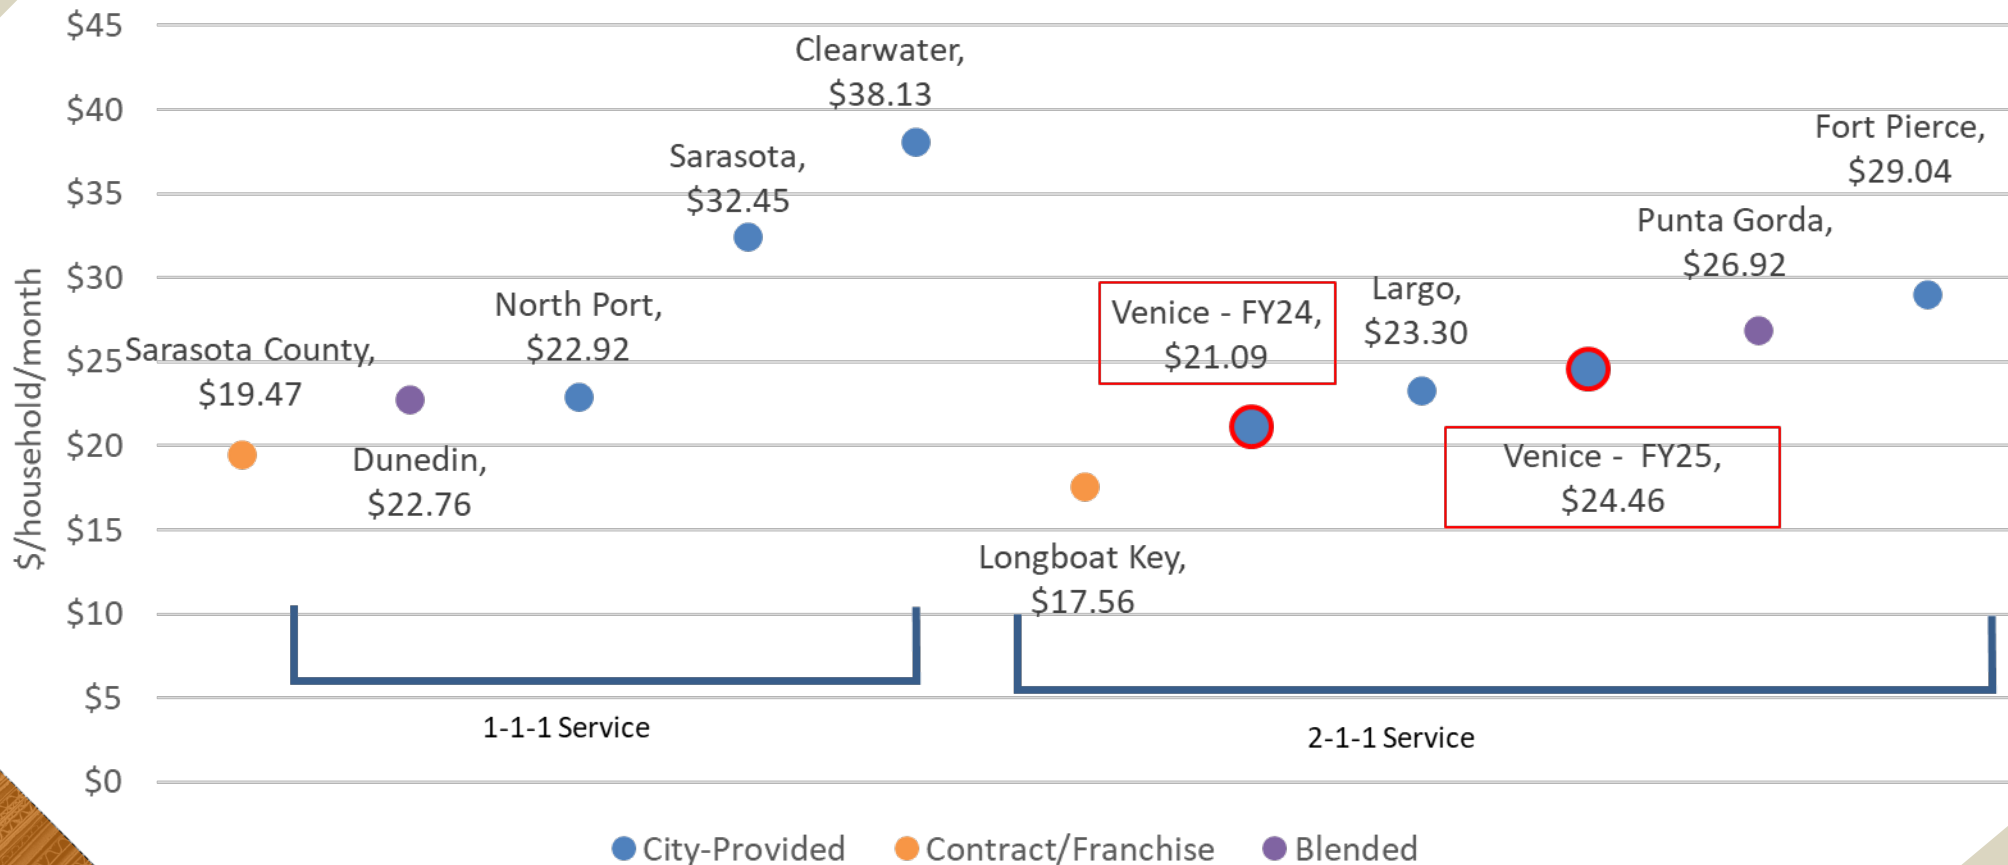 $45
$40
$35
$30
$25
$20
$15
$10
$5
$0
$/household/month
Sarasota County,
$19.47
Dunedin,
$22.76
North Port,
$22.92
Sarasota,
$32.45
Clearwater,
$38.13
Longboat Key,
$17.56
Venice - FY24,
$21.09
Largo,
$23.30
Venice -  FY25,
$24.46
Punta Gorda,
$26.92
Fort Pierce,
$29.04
1-1-1 Service
2-1-1 Service
City-Provided
Contract/Franchise
Blended